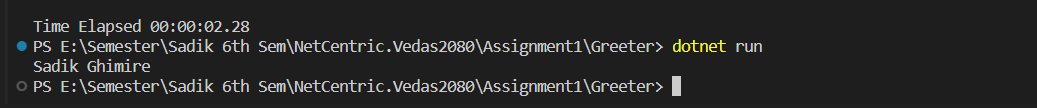 Time Elapsed 00:00:02.28
PS E:\Semester\Sadik 6th Sem\NetCentric.Vedas2080\Assignment1\Greeter> dotnet run
Sadik Ghimire
PS E:\Semester\Sadik 6th Sem\NetCentric.Vedas2080\Assignment1\Greeter>